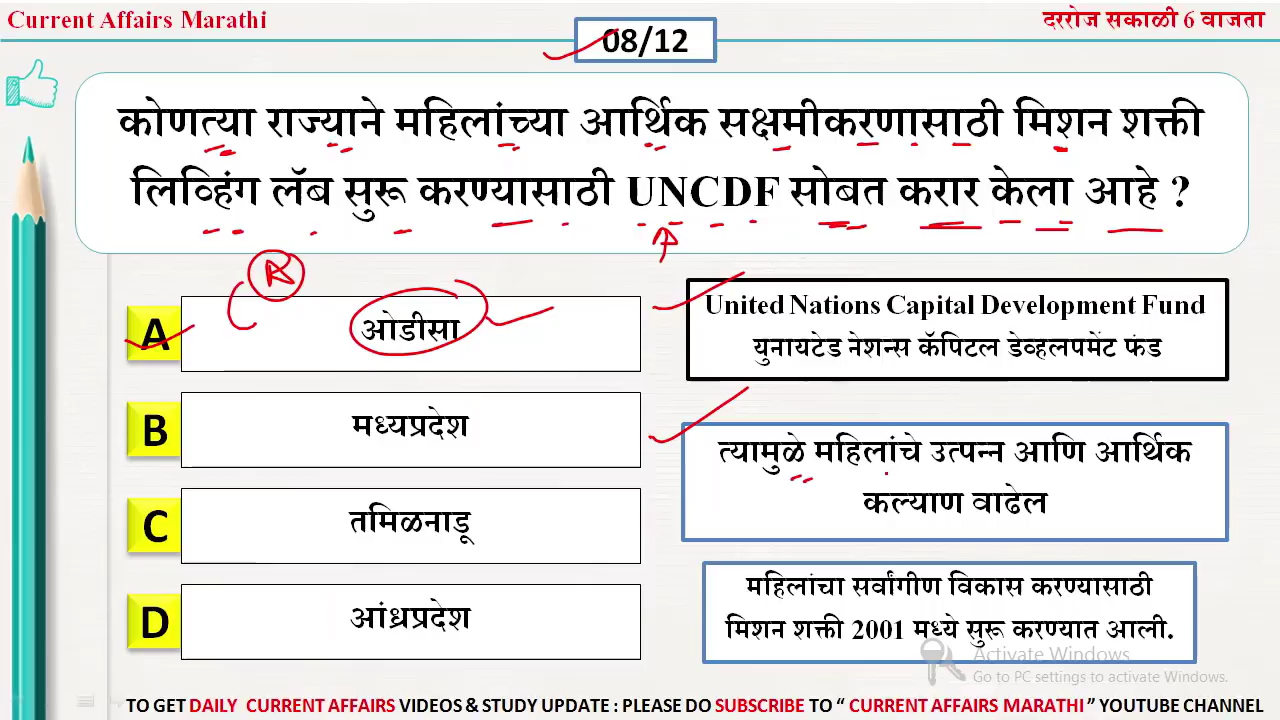 Current Affairs Marathi
दररोज सकाळी 6 वाजता
08/12
कोणत्या राज्याने महिलांच्या आर्थिक सक्षमीकरणासाठी मिशन शक्ती
लिव्हिंग लॅब सुरू करण्यासाठी UNCDF सोबत करार केला आहे ?
A
A ओडीसा
B मध्यप्रदेश
C तमिळनाडू
D आंध्रप्रदेश
United Nations Capital Development Fund
युनायटेड नेशन्स कॅपिटल डेव्हलपमेंट फंड
त्यामुळे महिलांचे उत्पन्न आणि आर्थिक
कल्याण वाढेल
महिलांचा सर्वांगीण विकास करण्यासाठी
मिशन शक्ती 2001 मध्ये सुरू करण्यात आली.
Activate Windows
Go to PC settings to activate Windows.
TO GET DAILY CURRENT AFFAIRS VIDEOS & STUDY UPDATE : PLEASE DO SUBSCRIBE TO “ CURRENT AFFAIRS MARATHI ” YOUTUBE CHANNEL